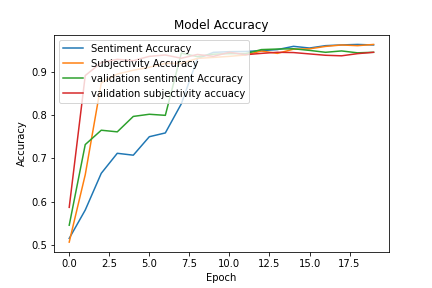 Model Accuracy
Sentiment Accuracy
Subjectivity Accuracy
validation sentiment Accuracy
validation subjectivity accuacy
Accuracy
0.9
0.8
0.7
0.6
0.5
0.0 2.5 5.0 7.5 10.0 12.5 15.0 17.5
Epoch